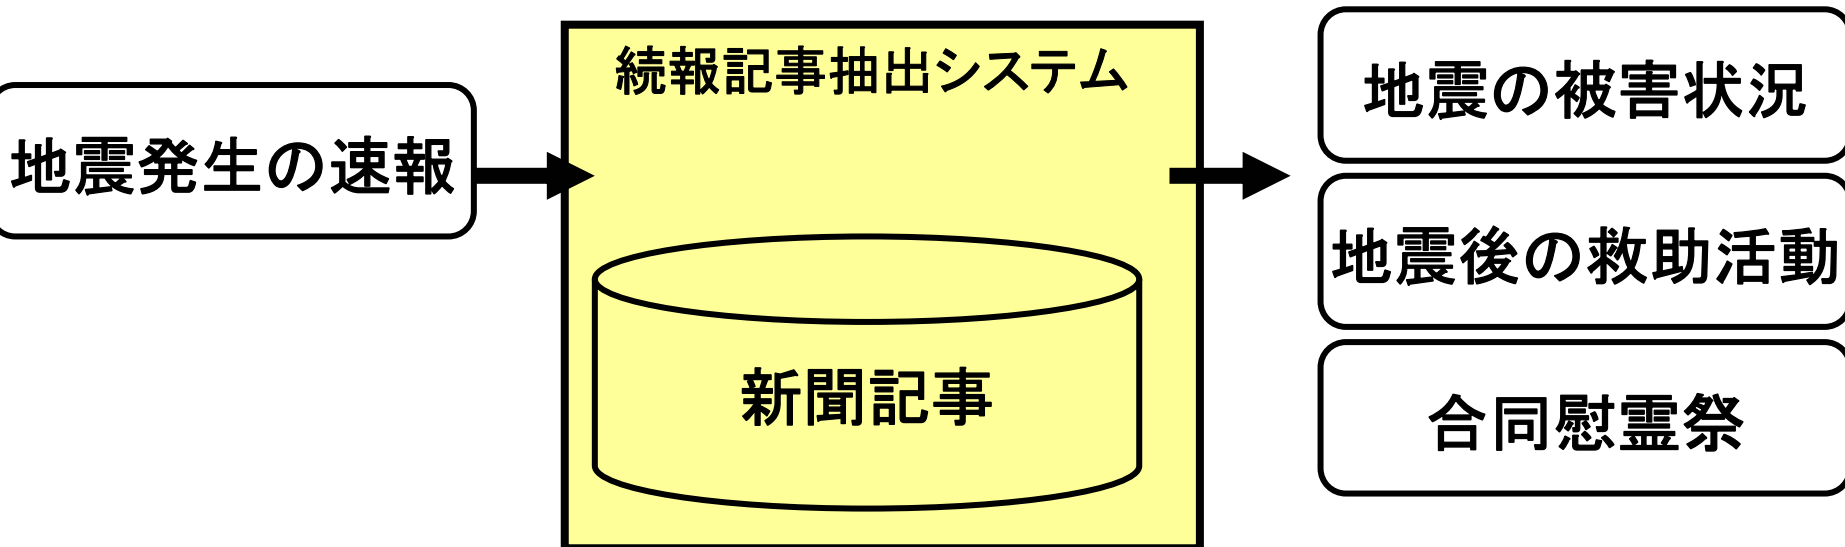 地震発生の速報
続報記事抽出システム
新聞記事
地震の被害状況
地震後の救助活動
合同慰霊祭